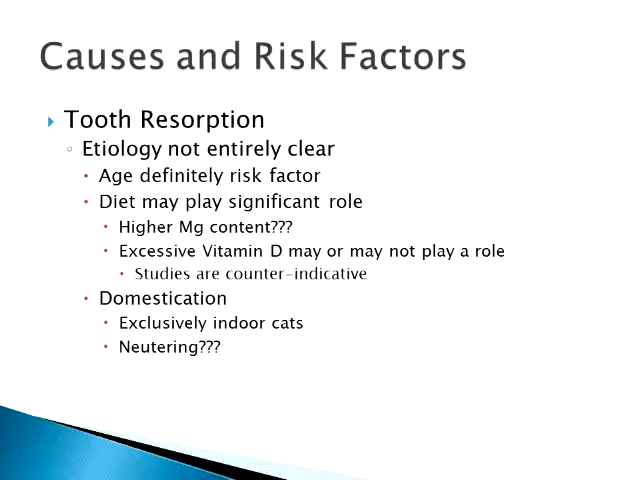 Causes and Risk Factors
Tooth Resorption
Etiology not entirely clear
Age definitely risk factor
Diet may play significant role
Higher Mg content???
Excessive Vitamin D may or may not play a role
Studies are counter-indicative
Domestication
Exclusively indoor cats
Neutering???